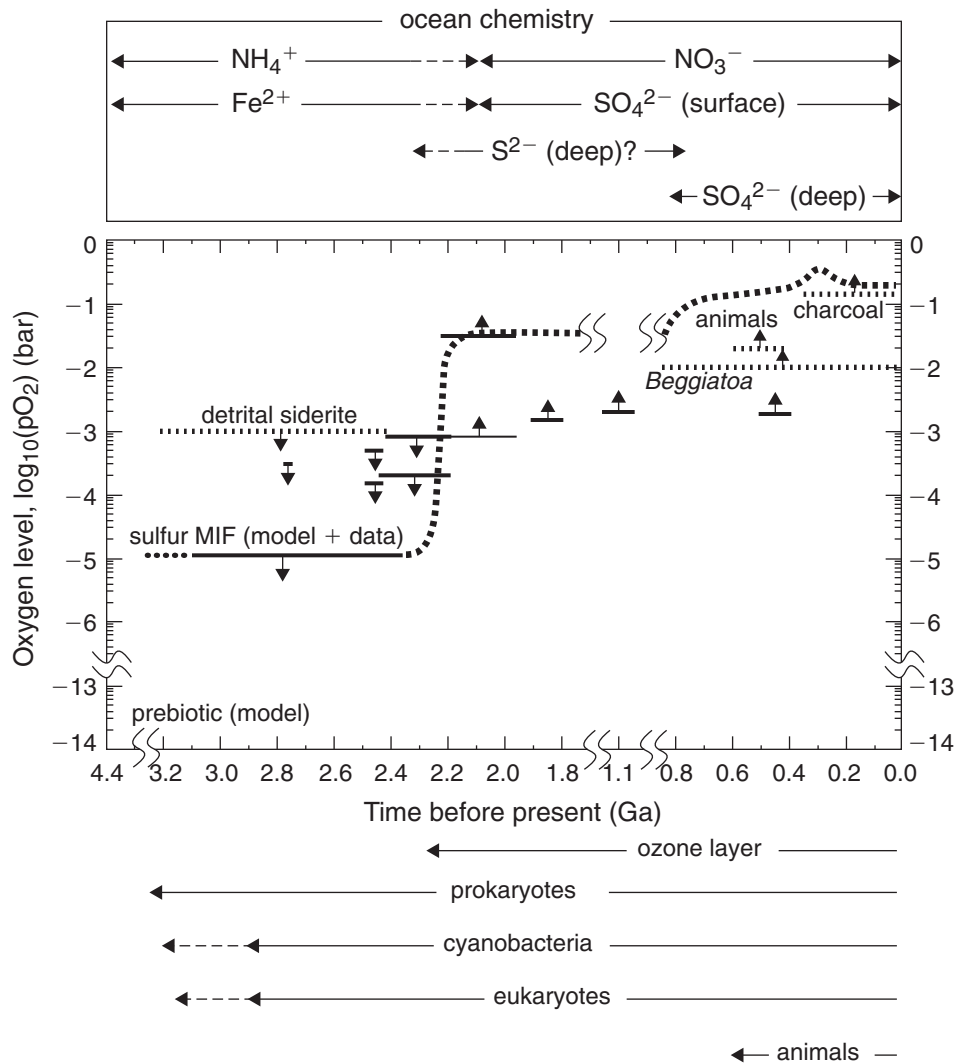 ocean chemistry
NH₄⁺ NO₃⁻
Fe²⁺ SO₄²⁻ (surface)
S²⁻ (deep)?
SO₄²⁻ (deep)
Oxygen level, log₁₀(pO₂) (bar)
0 0
−1 −1
−2 −2
−3 −3
−4 −4
−5 −5
−6 −6
−13 −13
−14 −14
charcoal
animals
Beggiatoa
detrital siderite
sulfur MIF (model + data)
prebiotic (model)
4.4 3.2 3.0 2.8 2.6 2.4 2.2 2.0 1.8 1.1 0.8 0.6 0.4 0.2 0.0
Time before present (Ga)
ozone layer
prokaryotes
cyanobacteria
eukaryotes
animals